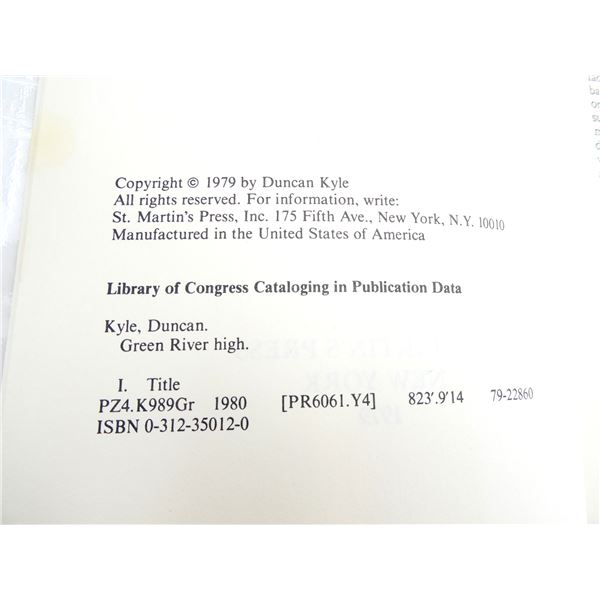 Copyright © 1979 by Duncan Kyle
All rights reserved. For information, write:
St. Martin's Press, Inc. 175 Fifth Ave., New York, N.Y. 10010
Manufactured in the United States of America
Library of Congress Cataloging in Publication Data
Kyle, Duncan.
Green River high.
I. Title
PZ4.K989Gr 1980 [PR6061.Y4] 823'.9'14 79-22860
ISBN 0-312-35012-0